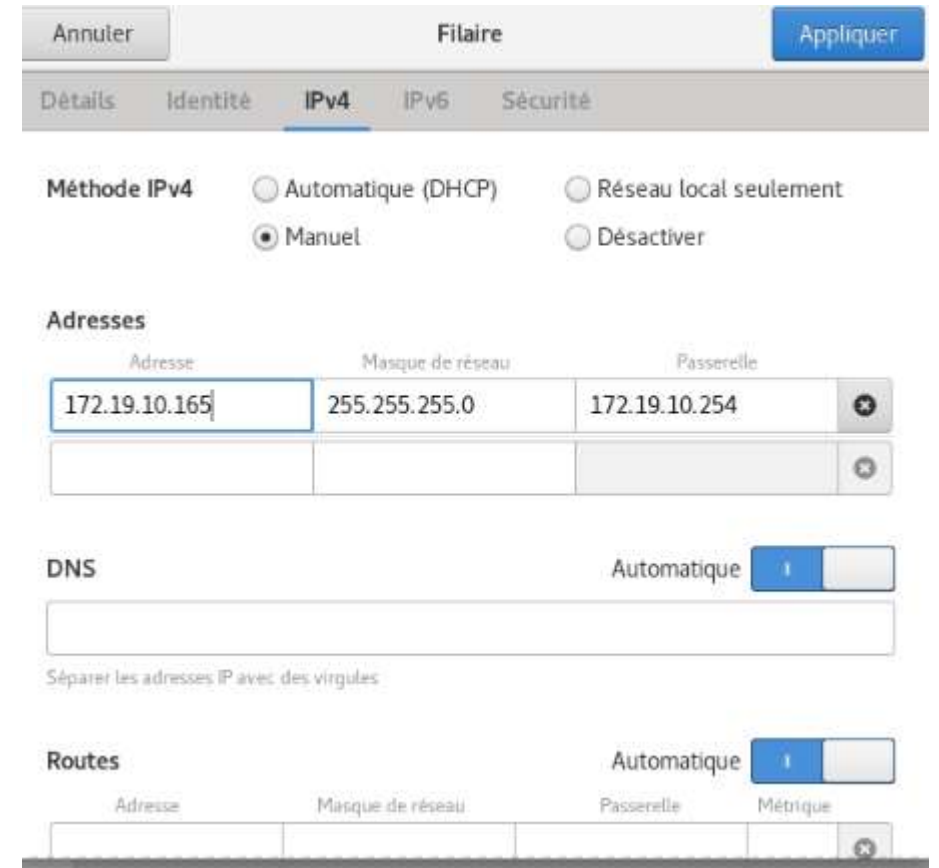 Annuler Filaire Appliquer
Détails Identité IPv4 IPv6 Sécurité
Méthode IPv4 Automatique (DHCP) Réseau local seulement
Manuel Désactiver
Adresses
Adresse Masque de réseau Passerelle
172.19.10.165 255.255.255.0 172.19.10.254
DNS Automatique
Séparer les adresses IP avec des virgules
Routes Automatique
Adresse Masque de réseau Passerelle Métrique